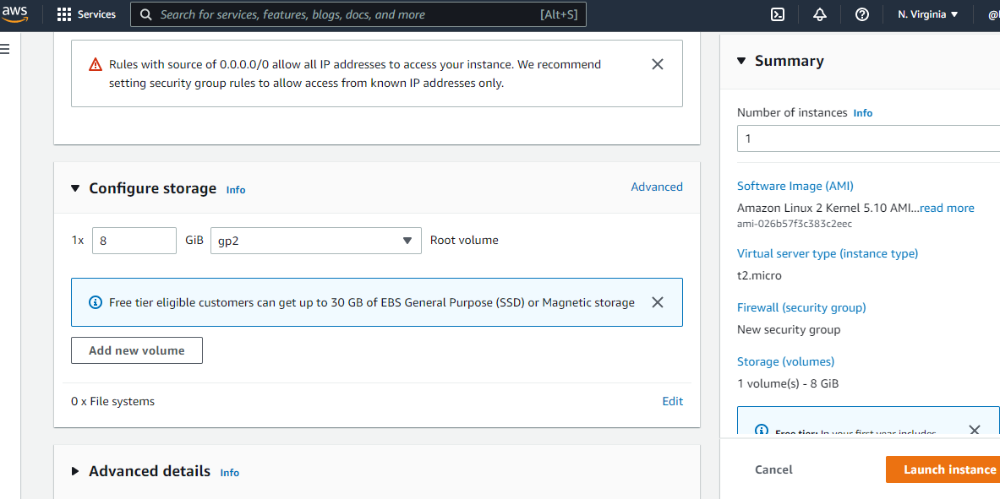 aws
Services
Search for services, features, blogs, docs, and more
[Alt+S]
N. Virginia
Rules with source of 0.0.0.0/0 allow all IP addresses to access your instance. We recommend
setting security group rules to allow access from known IP addresses only.
Configure storage Info
Advanced
1x
8
GiB
gp2
Root volume
Free tier eligible customers can get up to 30 GB of EBS General Purpose (SSD) or Magnetic storage
Add new volume
0 x File systems
Edit
Advanced details Info
Summary
Number of instances Info
1
Software Image (AMI)
Amazon Linux 2 Kernel 5.10 AMI...read more
ami-026b57f3c383c2eec
Virtual server type (instance type)
t2.micro
Firewall (security group)
New security group
Storage (volumes)
1 volume(s) - 8 GiB
Free tier: In your first year includes
Cancel
Launch instance